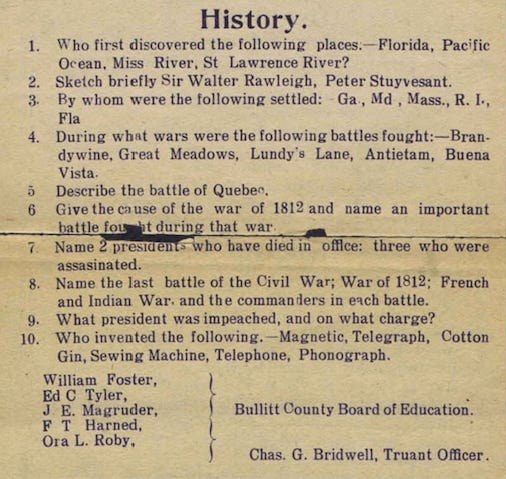 History.
1. Who first discovered the following places.—Florida, Pacific
Ocean, Miss River, St Lawrence River?
2. Sketch briefly Sir Walter Rawleigh, Peter Stuyvesant.
3. By whom were the following settled: Ga., Md , Mass., R. I.,
Fla
4. During what wars were the following battles fought:—Bran-
dywine, Great Meadows, Lundy's Lane, Antietam, Buena
Vista.
5 Describe the battle of Quebec.
6 Give the cause of the war of 1812 and name an important
battle fought during that war
7. Name 2 presidents who have died in office: three who were
assasinated.
8. Name the last battle of the Civil War; War of 1812; French
and Indian War. and the commanders in each battle.
9. What president was impeached, and on what charge?
10. Who invented the following.—Magnetic, Telegraph, Cotton
Gin, Sewing Machine, Telephone, Phonograph.
William Foster,
Ed C Tyler,
J E. Magruder,
F T Harned,
Ora L. Roby,
Bullitt County Board of Education.
Chas. G. Bridwell, Truant Officer.